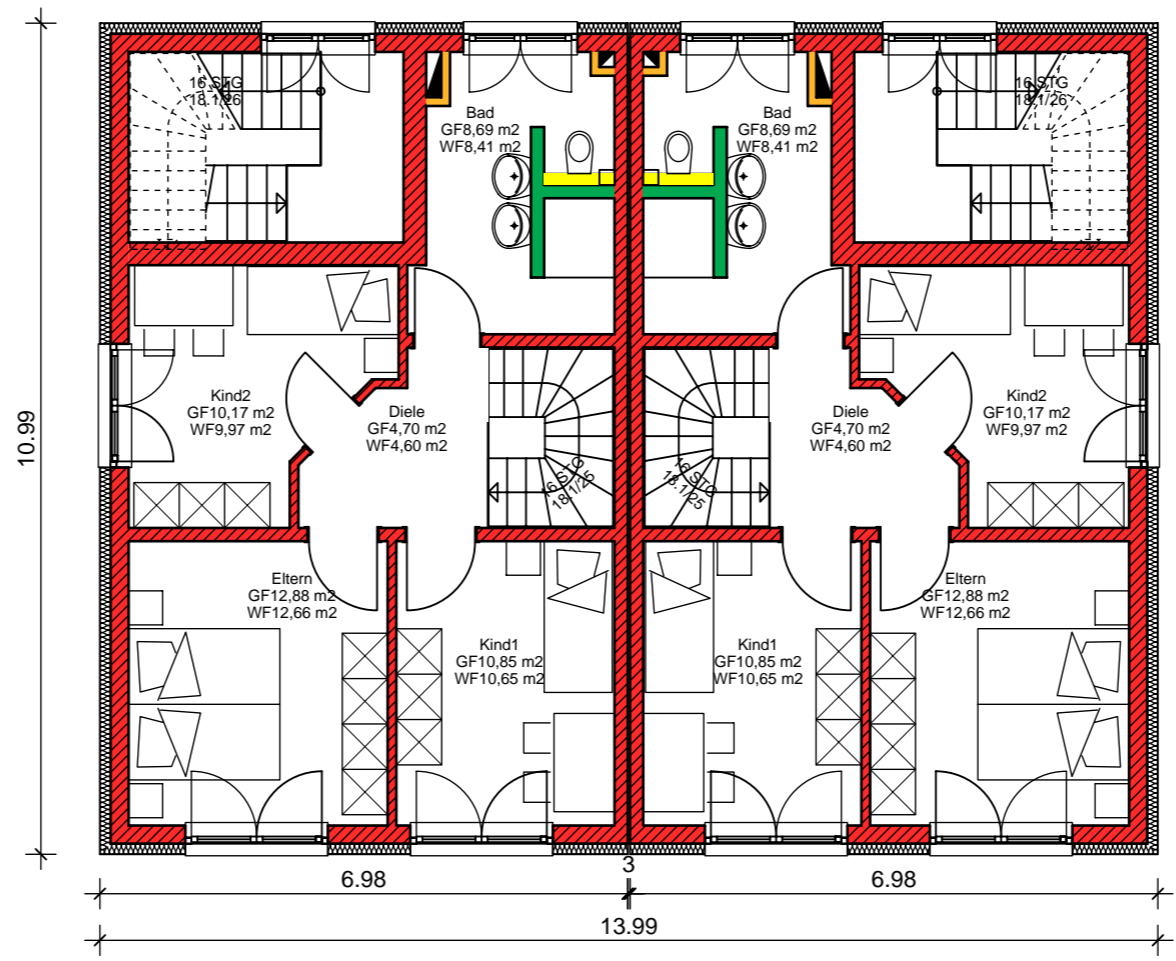 16 STG
18.1/26
Bad
GF8,69 m2
WF8,41 m2
Bad
GF8,69 m2
WF8,41 m2
16 STG
18.1/26
10.99
Kind2
GF10,17 m2
WF9,97 m2
Diele
GF4,70 m2
WF4,60 m2
16 STG
18.1/25
16 STG
18.1/25
Diele
GF4,70 m2
WF4,60 m2
Kind2
GF10,17 m2
WF9,97 m2
Eltern
GF12,88 m2
WF12,66 m2
Kind1
GF10,85 m2
WF10,65 m2
Kind1
GF10,85 m2
WF10,65 m2
Eltern
GF12,88 m2
WF12,66 m2
3
6.98
6.98
13.99